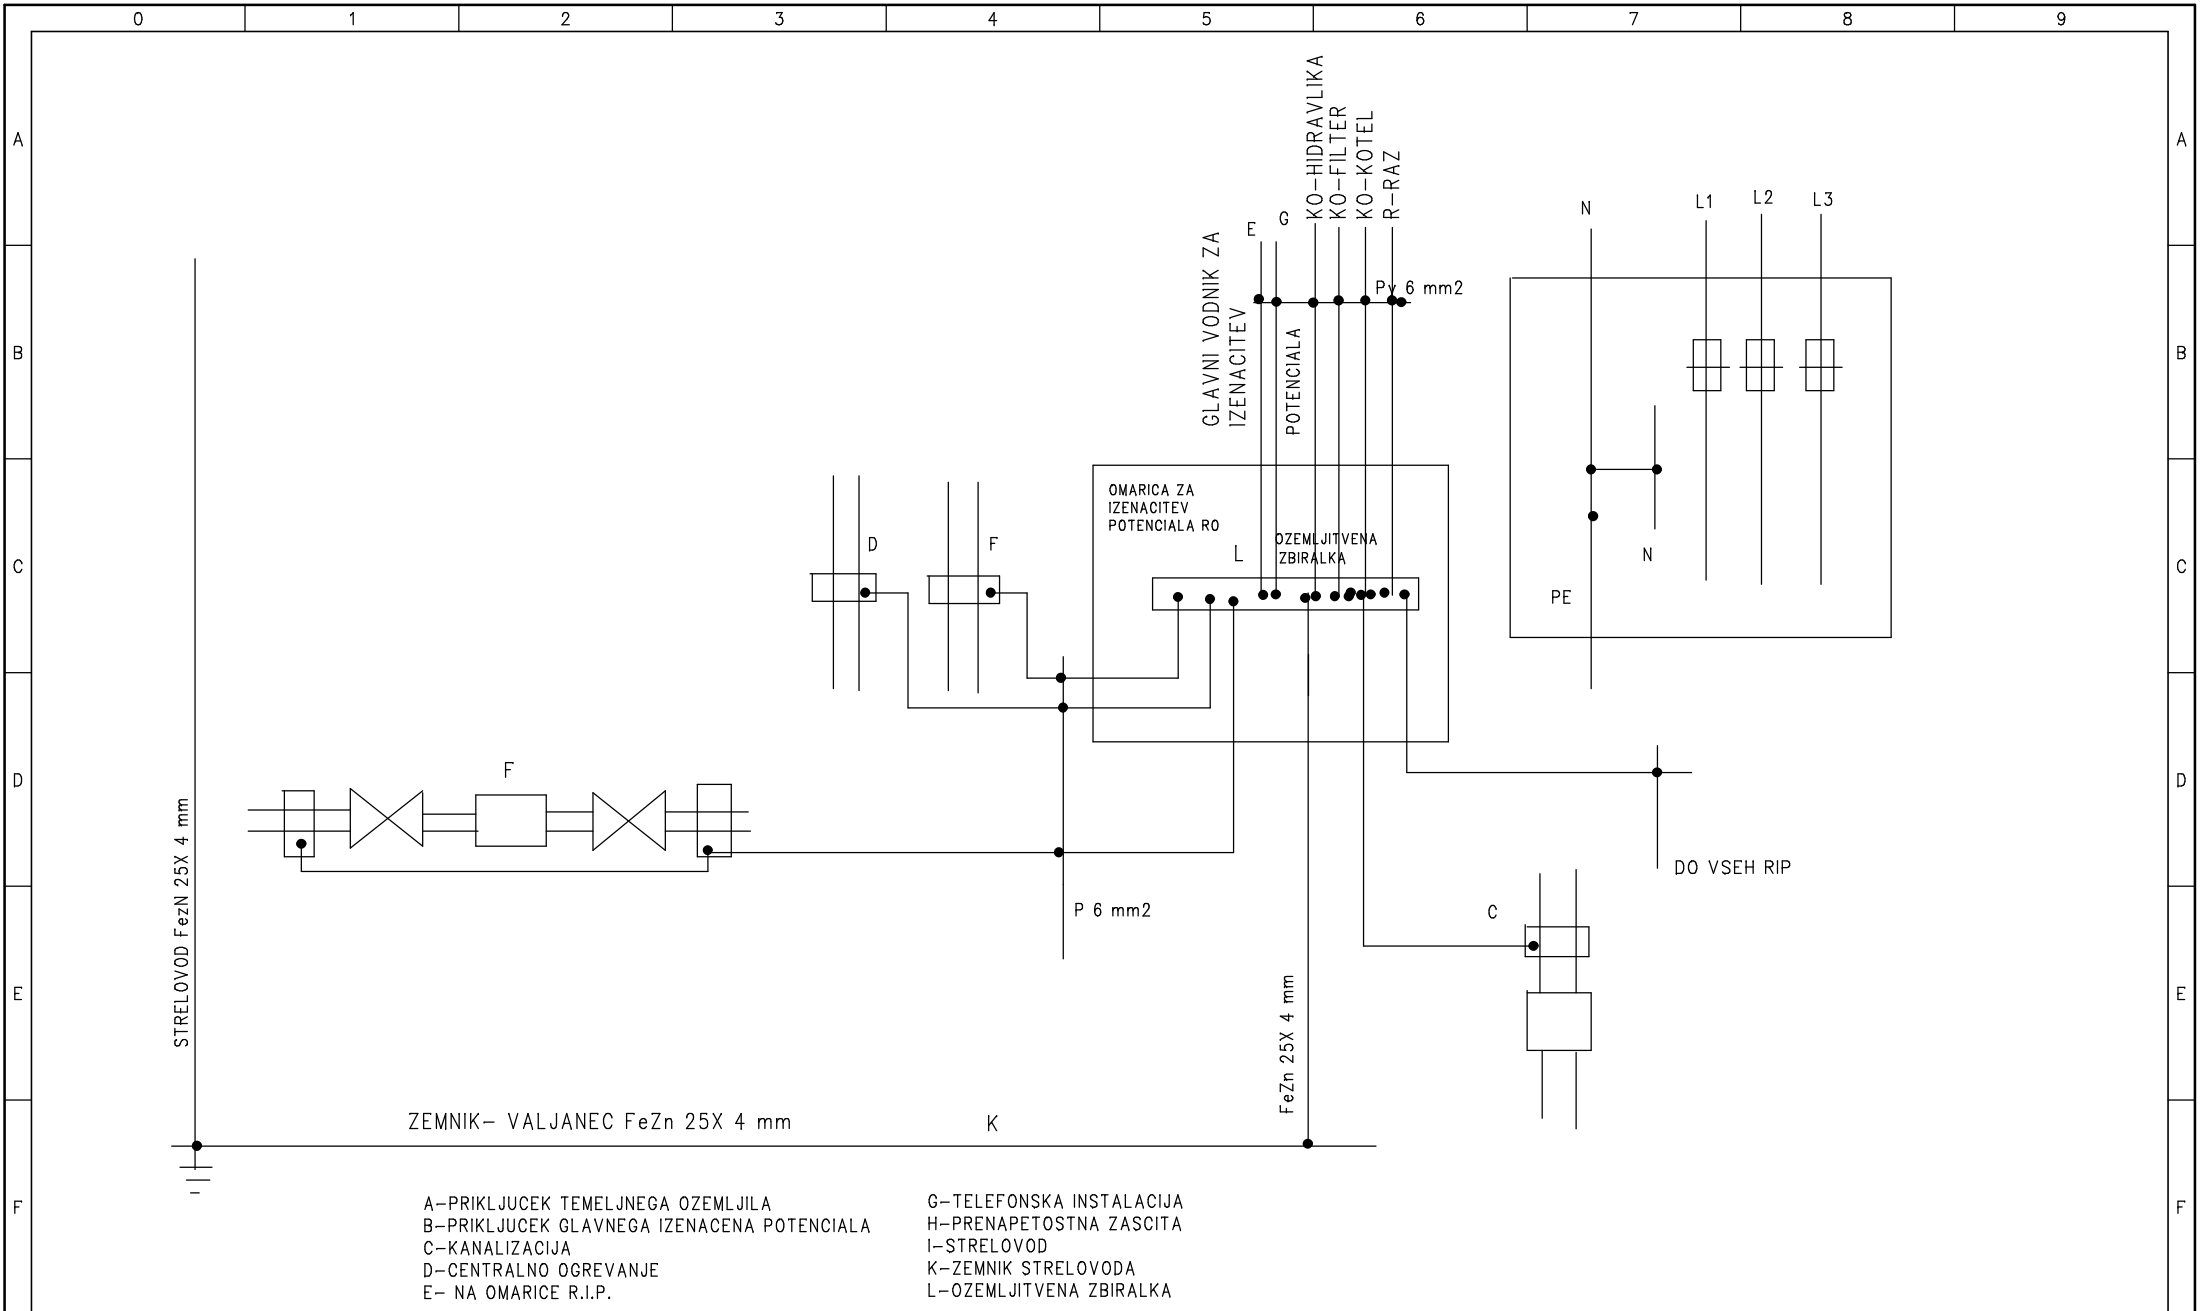 0 1 2 3 4 5 6 7 8 9
A
A
KO-HIDRAVLIKA
KO-FILTER
KO-KOTEL
R-RAZ
E
G
N
L1
L2
L3
GLAVNI VODNIK ZA
IZENACITEV
POTENCIALA
Pv 6 mm2
B
B
OMARICA ZA
IZENACITEV
POTENCIALA RO
L
OZEMLJITVENA
ZBIRALKA
D
F
N
PE
C
C
F
D
D
DO VSEH RIP
STRELOVOD FezN 25X 4 mm
P 6 mm2
C
E
E
FeZn 25X 4 mm
ZEMNIK- VALJANEC FeZn 25X 4 mm
K
F
F
A-PRIKLJUCEK TEMELJNEGA OZEMLJILA
B-PRIKLJUCEK GLAVNEGA IZENACENA POTENCIALA
C-KANALIZACIJA
D-CENTRALNO OGREVANJE
E- NA OMARICE R.I.P.
G-TELEFONSKA INSTALACIJA
H-PRENAPETOSTNA ZASCITA
I-STRELOVOD
K-ZEMNIK STRELOVODA
L-OZEMLJITVENA ZBIRALKA